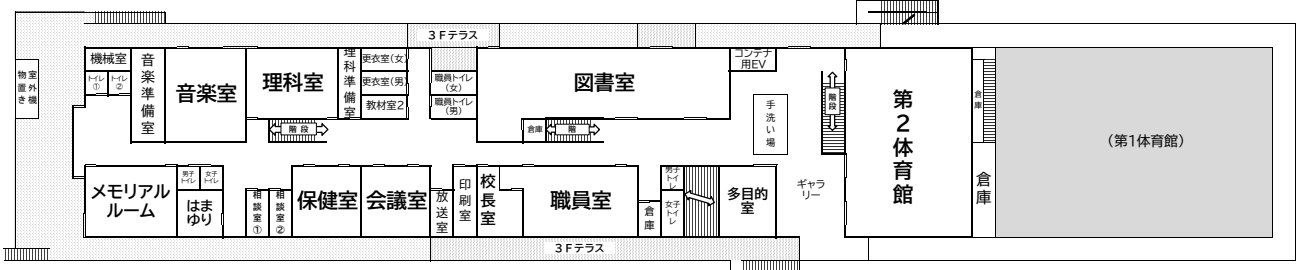 3Fテラス
物置き
室外機
機械室
トイレ①
トイレ②
音楽準備室
音楽室
理科室
理科準備室
更衣室(女)
更衣室(男)
教材室2
職員トイレ
(女)
職員トイレ
(男)
図書室
コンテナ
用EV
階段
倉庫
階
手洗い場
階段
第2体育館
倉庫
倉庫
(第1体育館)
メモリアル
ルーム
男子
トイレ
女子
トイレ
はま
ゆり
相談室①
相談室②
保健室
会議室
放送室
印刷室
校長室
職員室
倉庫
男子トイレ
女子トイレ
多目的
室
ギャラ
リー
3Fテラス